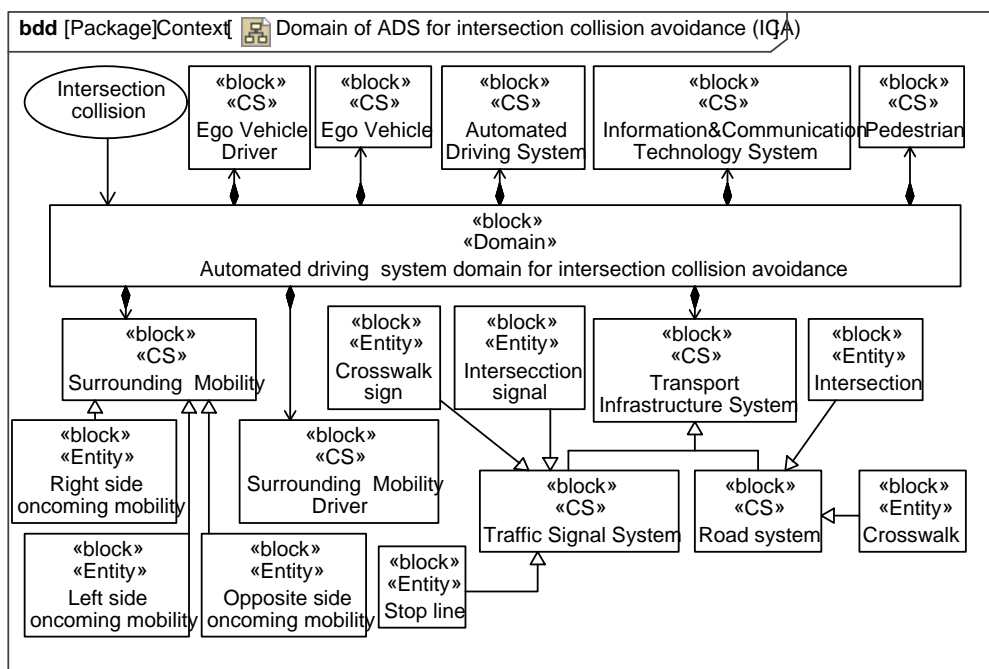 bdd [Package]Context[ Domain of ADS for intersection collision avoidance (ICA)]
Intersection
collision
«block»
«CS»
Ego Vehicle
Driver
«block»
«CS»
Ego Vehicle
«block»
«CS»
Automated
Driving System
«block»
«CS»
Information&Communication
Technology System
«block»
«CS»
Pedestrian
«block»
«Domain»
Automated driving system domain for intersection collision avoidance
«block»
«CS»
Surrounding Mobility
«block»
«Entity»
Crosswalk
sign
«block»
«Entity»
Intersecction
signal
«block»
«CS»
Transport
Infrastructure System
«block»
«Entity»
Intersection
«block»
«Entity»
Right side
oncoming mobility
«block»
«CS»
Surrounding Mobility
Driver
«block»
«CS»
Traffic Signal System
«block»
«CS»
Road system
«block»
«Entity»
Crosswalk
«block»
«Entity»
Left side
oncoming mobility
«block»
«Entity»
Opposite side
oncoming mobility
«block»
«Entity»
Stop line